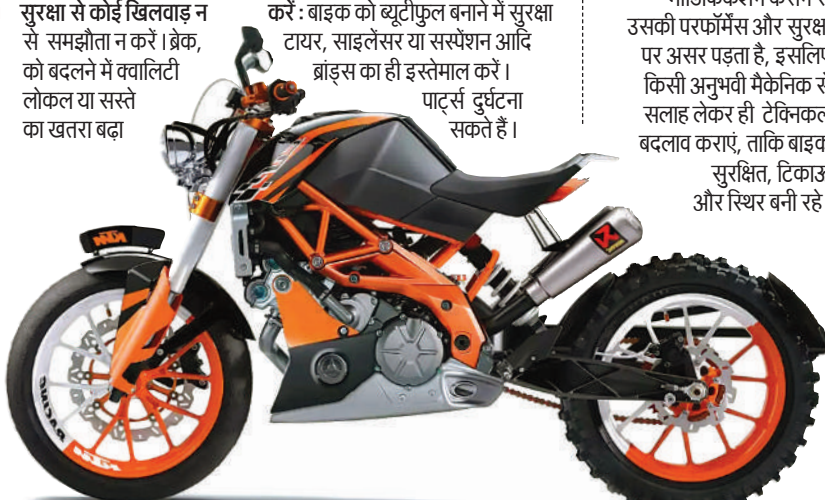 सुरक्षा से कोई खिलवाड़ न करें : बाइक को ब्यूटीफुल बनाने में सुरक्षा
से समझौता न करें । ब्रेक, टायर, साइलेंसर या सस्पेंशन आदि
को बदलने में क्वालिटी ब्रांड्स का ही इस्तेमाल करें ।
लोकल या सस्ते पार्ट्स दुर्घटना
का खतरा बढ़ा सकते हैं ।
उसकी परफॉर्मेंस और
पर असर पड़ता है,
किसी अनुभवी मैकेनिक
सलाह लेकर ही टेक्निकल
बदलाव कराएं, ताकि बाइक
सुरक्षित,
और स्थिर बनी रहे
KTM
KTM